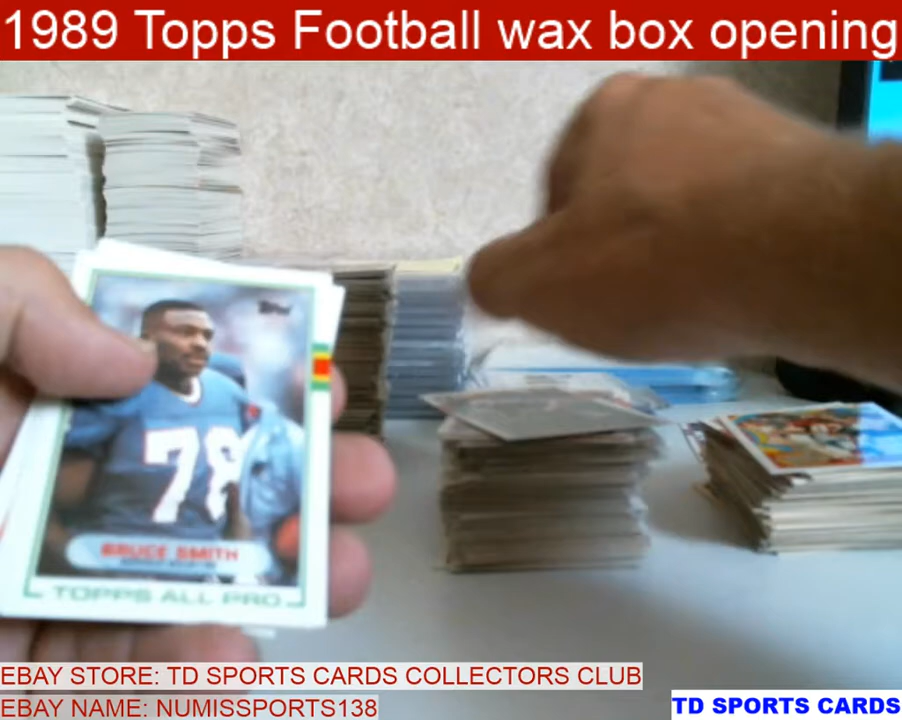 1989 Topps Football wax box opening
Topps
78
BRUCE SMITH
TOPPS ALL PRO
EBAY STORE: TD SPORTS CARDS COLLECTORS CLUB
EBAY NAME: NUMISSPORTS138
TD SPORTS CARDS